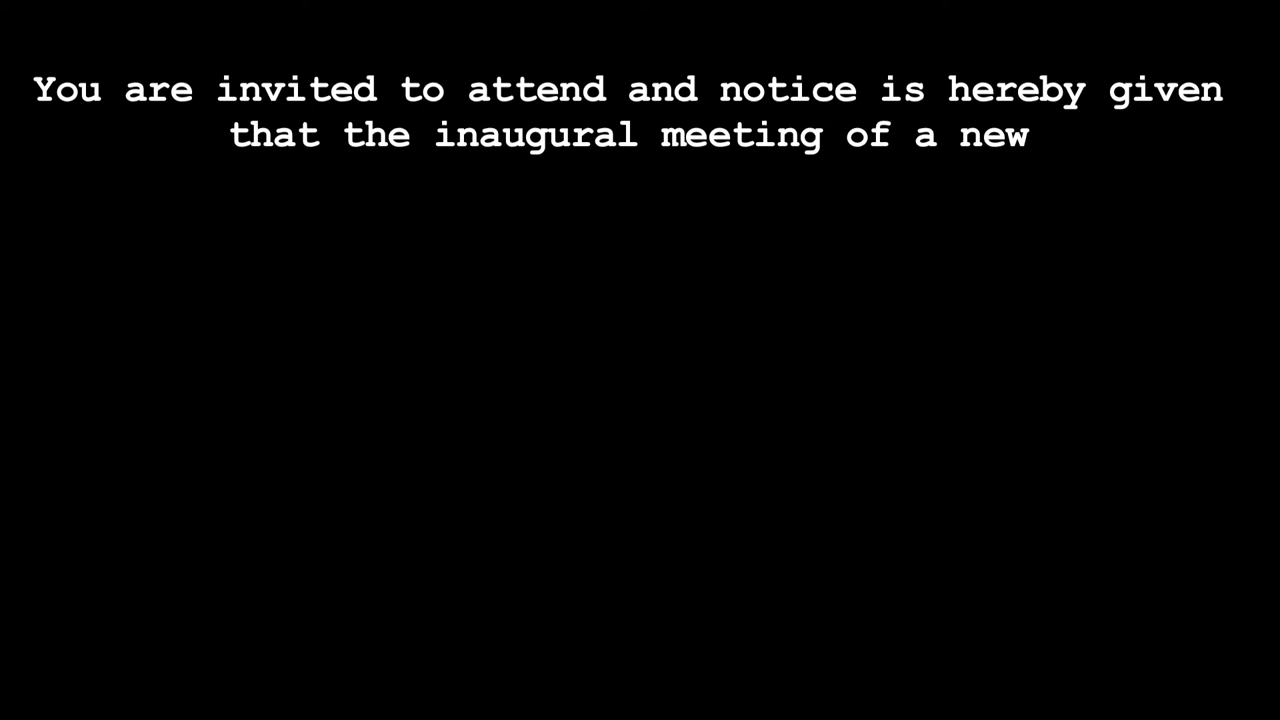 You are invited to attend and notice is hereby given
that the inaugural meeting of a new